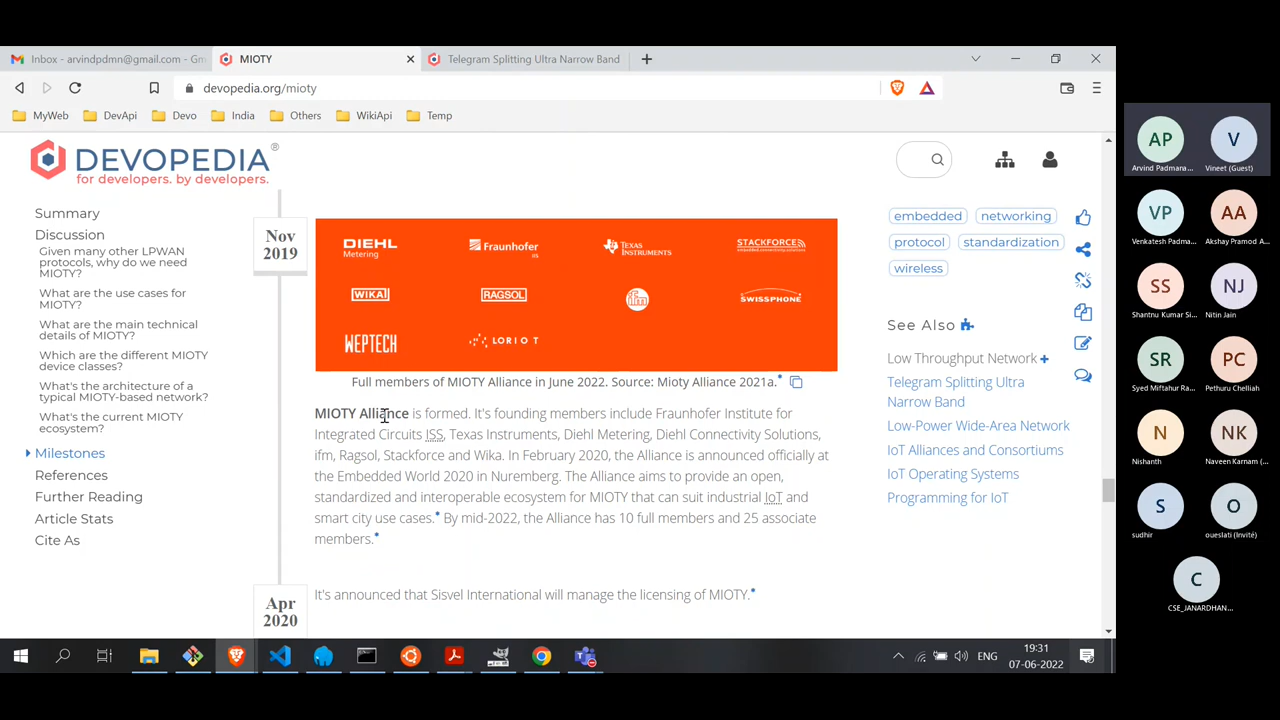 Inbox - arvindpdmn@gmail.com - Gm
MIOTY
Telegram Splitting Ultra Narrow Band
devopedia.org/mioty
MyWeb
DevApi
Devo
India
Others
WikiApi
Temp
DEVOPEDIA®
for developers. by developers.
Summary
Discussion
Given many other LPWAN
protocols, why do we need
MIOTY?
What are the use cases for
MIOTY?
What are the main technical
details of MIOTY?
Which are the different MIOTY
device classes?
What's the architecture of a
typical MIOTY-based network?
What's the current MIOTY
ecosystem?
Milestones
References
Further Reading
Article Stats
Cite As
Nov
2019
DIEHL
Metering
Fraunhofer
IIS
TEXAS
INSTRUMENTS
STACKFORCE
embedded.connectivity.solutions
WIKAI
RAGSOL
ifm
SWISSPHONE
WEPTECH
LORIOT
Full members of MIOTY Alliance in June 2022. Source: Mioty Alliance 2021a.*
MIOTY Alliance is formed. It's founding members include Fraunhofer Institute for
Integrated Circuits ISS, Texas Instruments, Diehl Metering, Diehl Connectivity Solutions,
ifm, Ragsol, Stackforce and Wika. In February 2020, the Alliance is announced officially at
the Embedded World 2020 in Nuremberg. The Alliance aims to provide an open,
standardized and interoperable ecosystem for MIOTY that can suit industrial IoT and
smart city use cases.* By mid-2022, the Alliance has 10 full members and 25 associate
members.*
Apr
2020
It's announced that Sisvel International will manage the licensing of MIOTY.*
embedded
networking
protocol
standardization
wireless
See Also
Low Throughput Network +
Telegram Splitting Ultra
Narrow Band
Low-Power Wide-Area Network
IoT Alliances and Consortiums
IoT Operating Systems
Programming for IoT
AP
Arvind Padmana...
V
Vineet (Guest)
VP
Venkatesh Padma...
AA
Akshay Pramod A...
SS
Shantnu Kumar Si...
NJ
Nitin Jain
SR
Syed Miftahur Ra...
PC
Pethuru Chelliah
N
Nishanth
NK
Naveen Karnam (...
S
sudhir
O
oueslati (Invité)
C
CSE_JANARDHAN...
ENG
19:31
07-06-2022